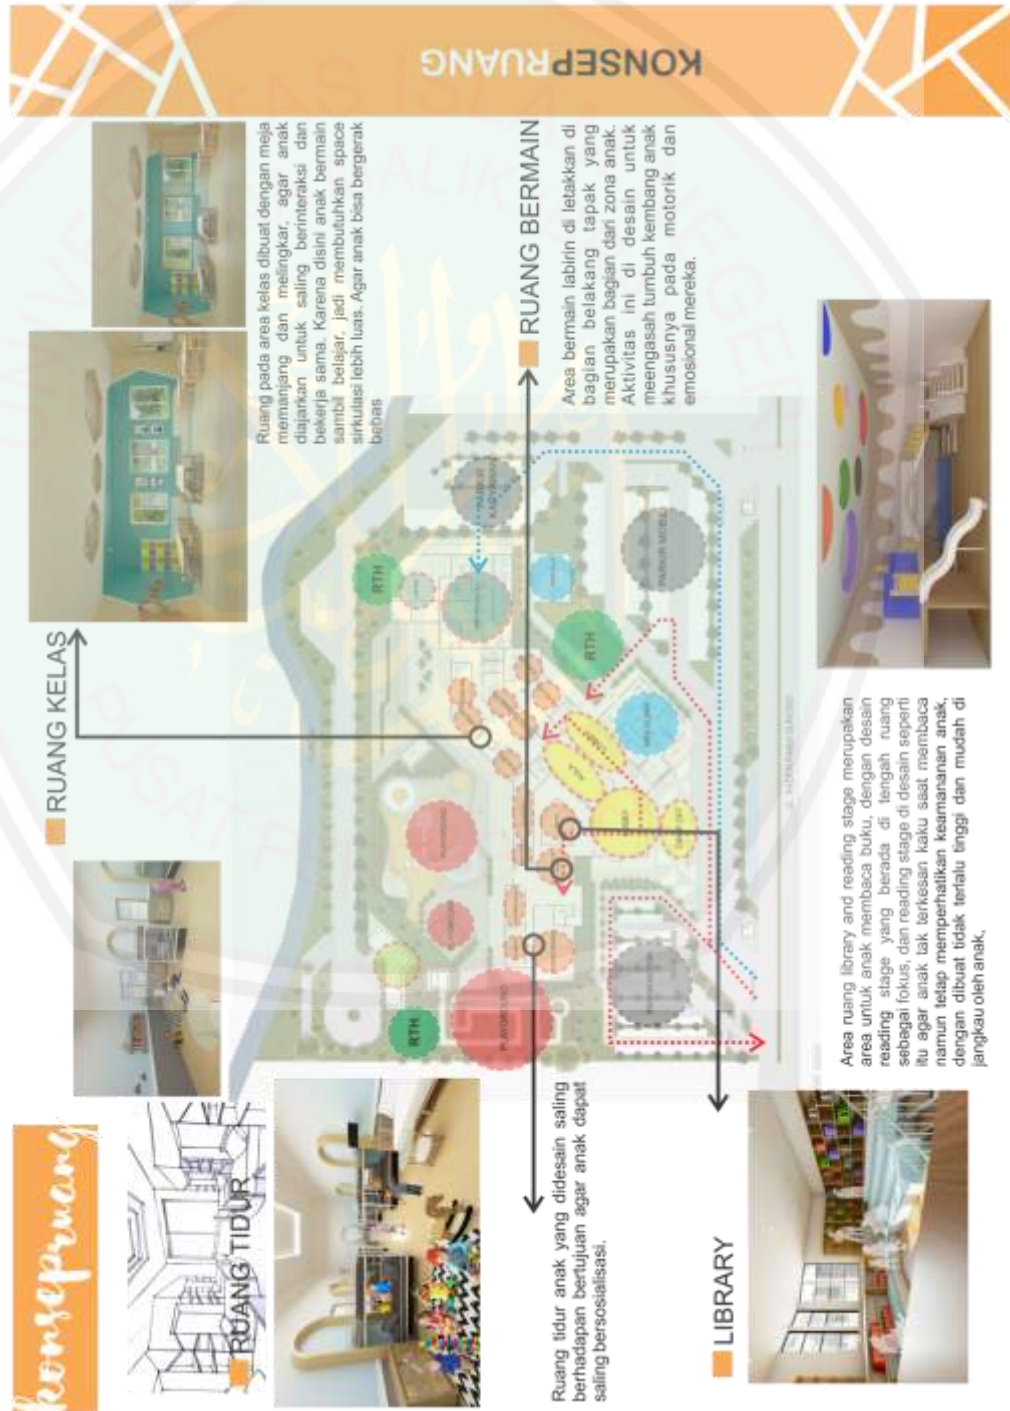 konsepruang
KONSEPRUANG
RUANG TIDUR
Ruang tidur anak yang didesain saling
berhadapan bertujuan agar anak dapat
saling bersosialisasi.
RUANG KELAS
Ruang pada area kelas dibuat dengan meja
memanjang dan melingkar, agar anak
diajarkan untuk saling berinteraksi dan
bekerja sama. Karena disini anak bermain
sambil belajar, jadi membutuhkan space
sirkulasi lebih luas. Agar anak bisa bergerak
bebas
RTH
PLAYGROUND
RTH
RTH
PARKIR MOBIL
PARKIR
KARYAWAN
AULA
LIBRARY
Area ruang library and reading stage merupakan
area untuk anak membaca buku, dengan desain
reading stage yang berada di tengah ruang
sebagai fokus, dan reading stage di desain seperti
itu agar anak tak terkesan kaku saat membaca
namun tetap memperhatikan keamanan anak,
dengan dibuat tidak terlalu tinggi dan mudah di
jangkau oleh anak,
RUANG BERMAIN
Area bermain labirin di letakkan di
bagian belakang tapak yang
merupakan bagian dari zona anak.
Aktivitas ini di desain untuk
meengasah tumbuh kembang anak
khususnya pada motorik dan
emosional mereka.